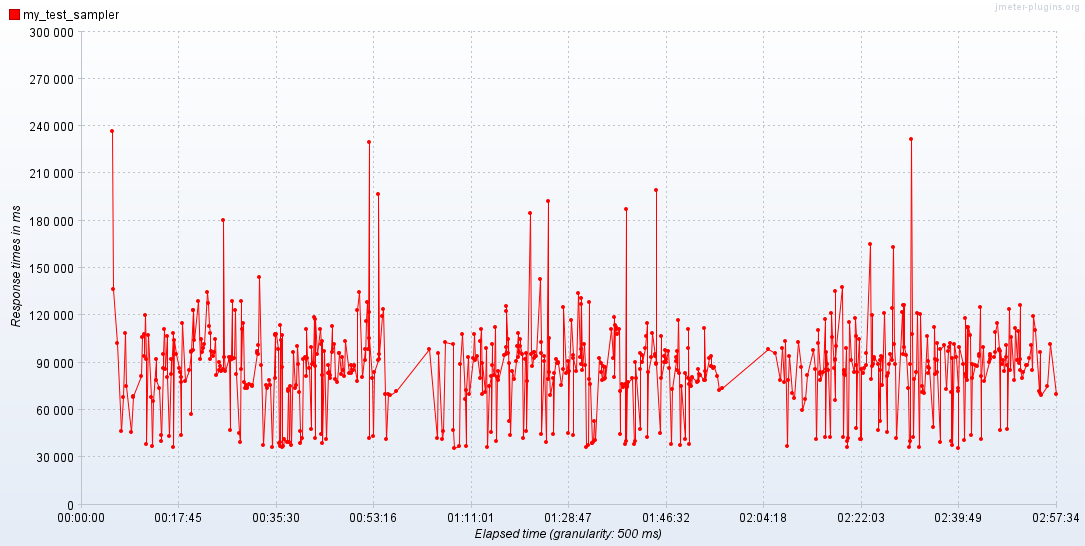 my_test_sampler
jmeter-plugins.org
300 000
270 000
240 000
210 000
180 000
150 000
120 000
90 000
60 000
30 000
0
Response times in ms
00:00:00 00:17:45 00:35:30 00:53:16 01:11:01 01:28:47 01:46:32 02:04:18 02:22:03 02:39:49 02:57:34
Elapsed time (granularity: 500 ms)